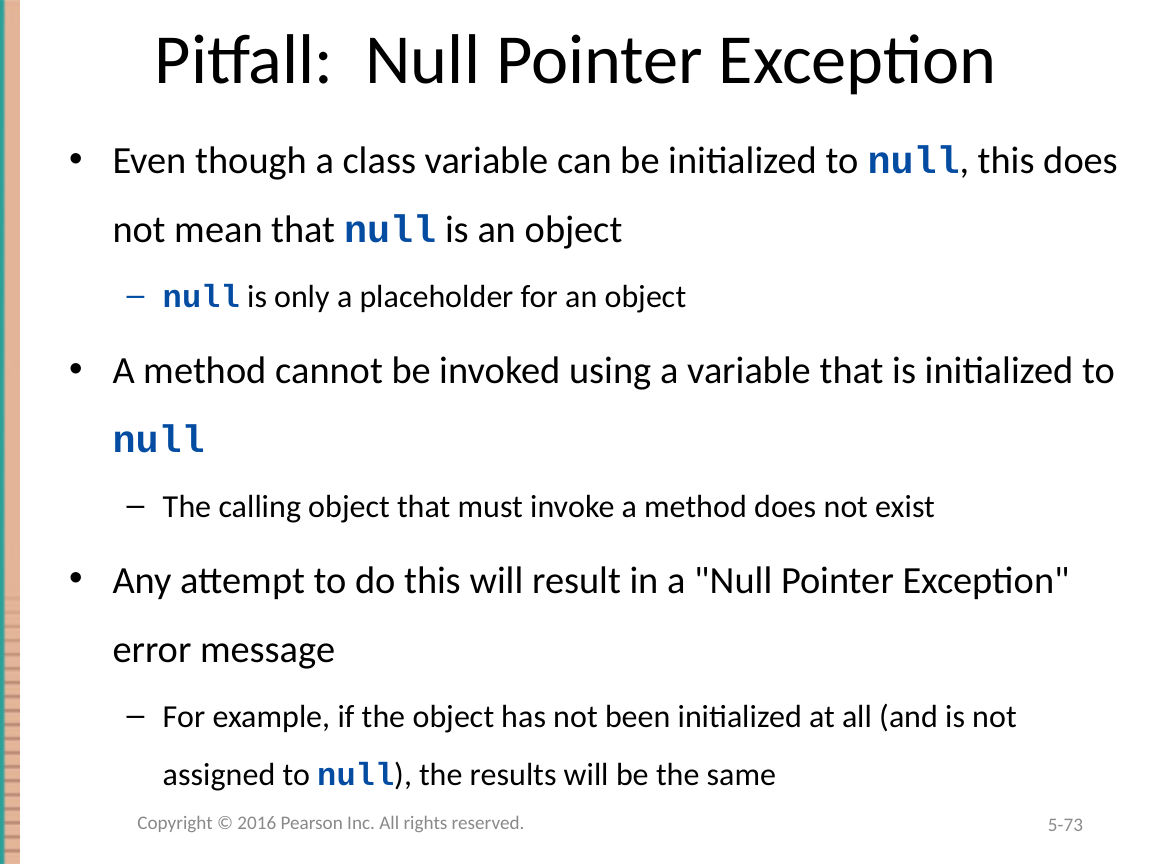 Pitfall:  Null Pointer Exception
• Even though a class variable can be initialized to null, this does
not mean that null is an object
– null is only a placeholder for an object
• A method cannot be invoked using a variable that is initialized to
null
– The calling object that must invoke a method does not exist
• Any attempt to do this will result in a "Null Pointer Exception"
error message
– For example, if the object has not been initialized at all (and is not
assigned to null), the results will be the same
Copyright © 2016 Pearson Inc. All rights reserved.
5-73